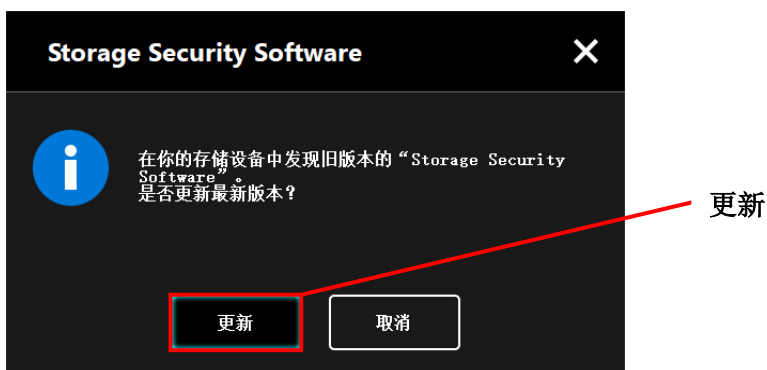 Storage Security Software
在你的存储设备中发现旧版本的“Storage Security
Software”。
是否更新最新版本?
更新
更新
取消